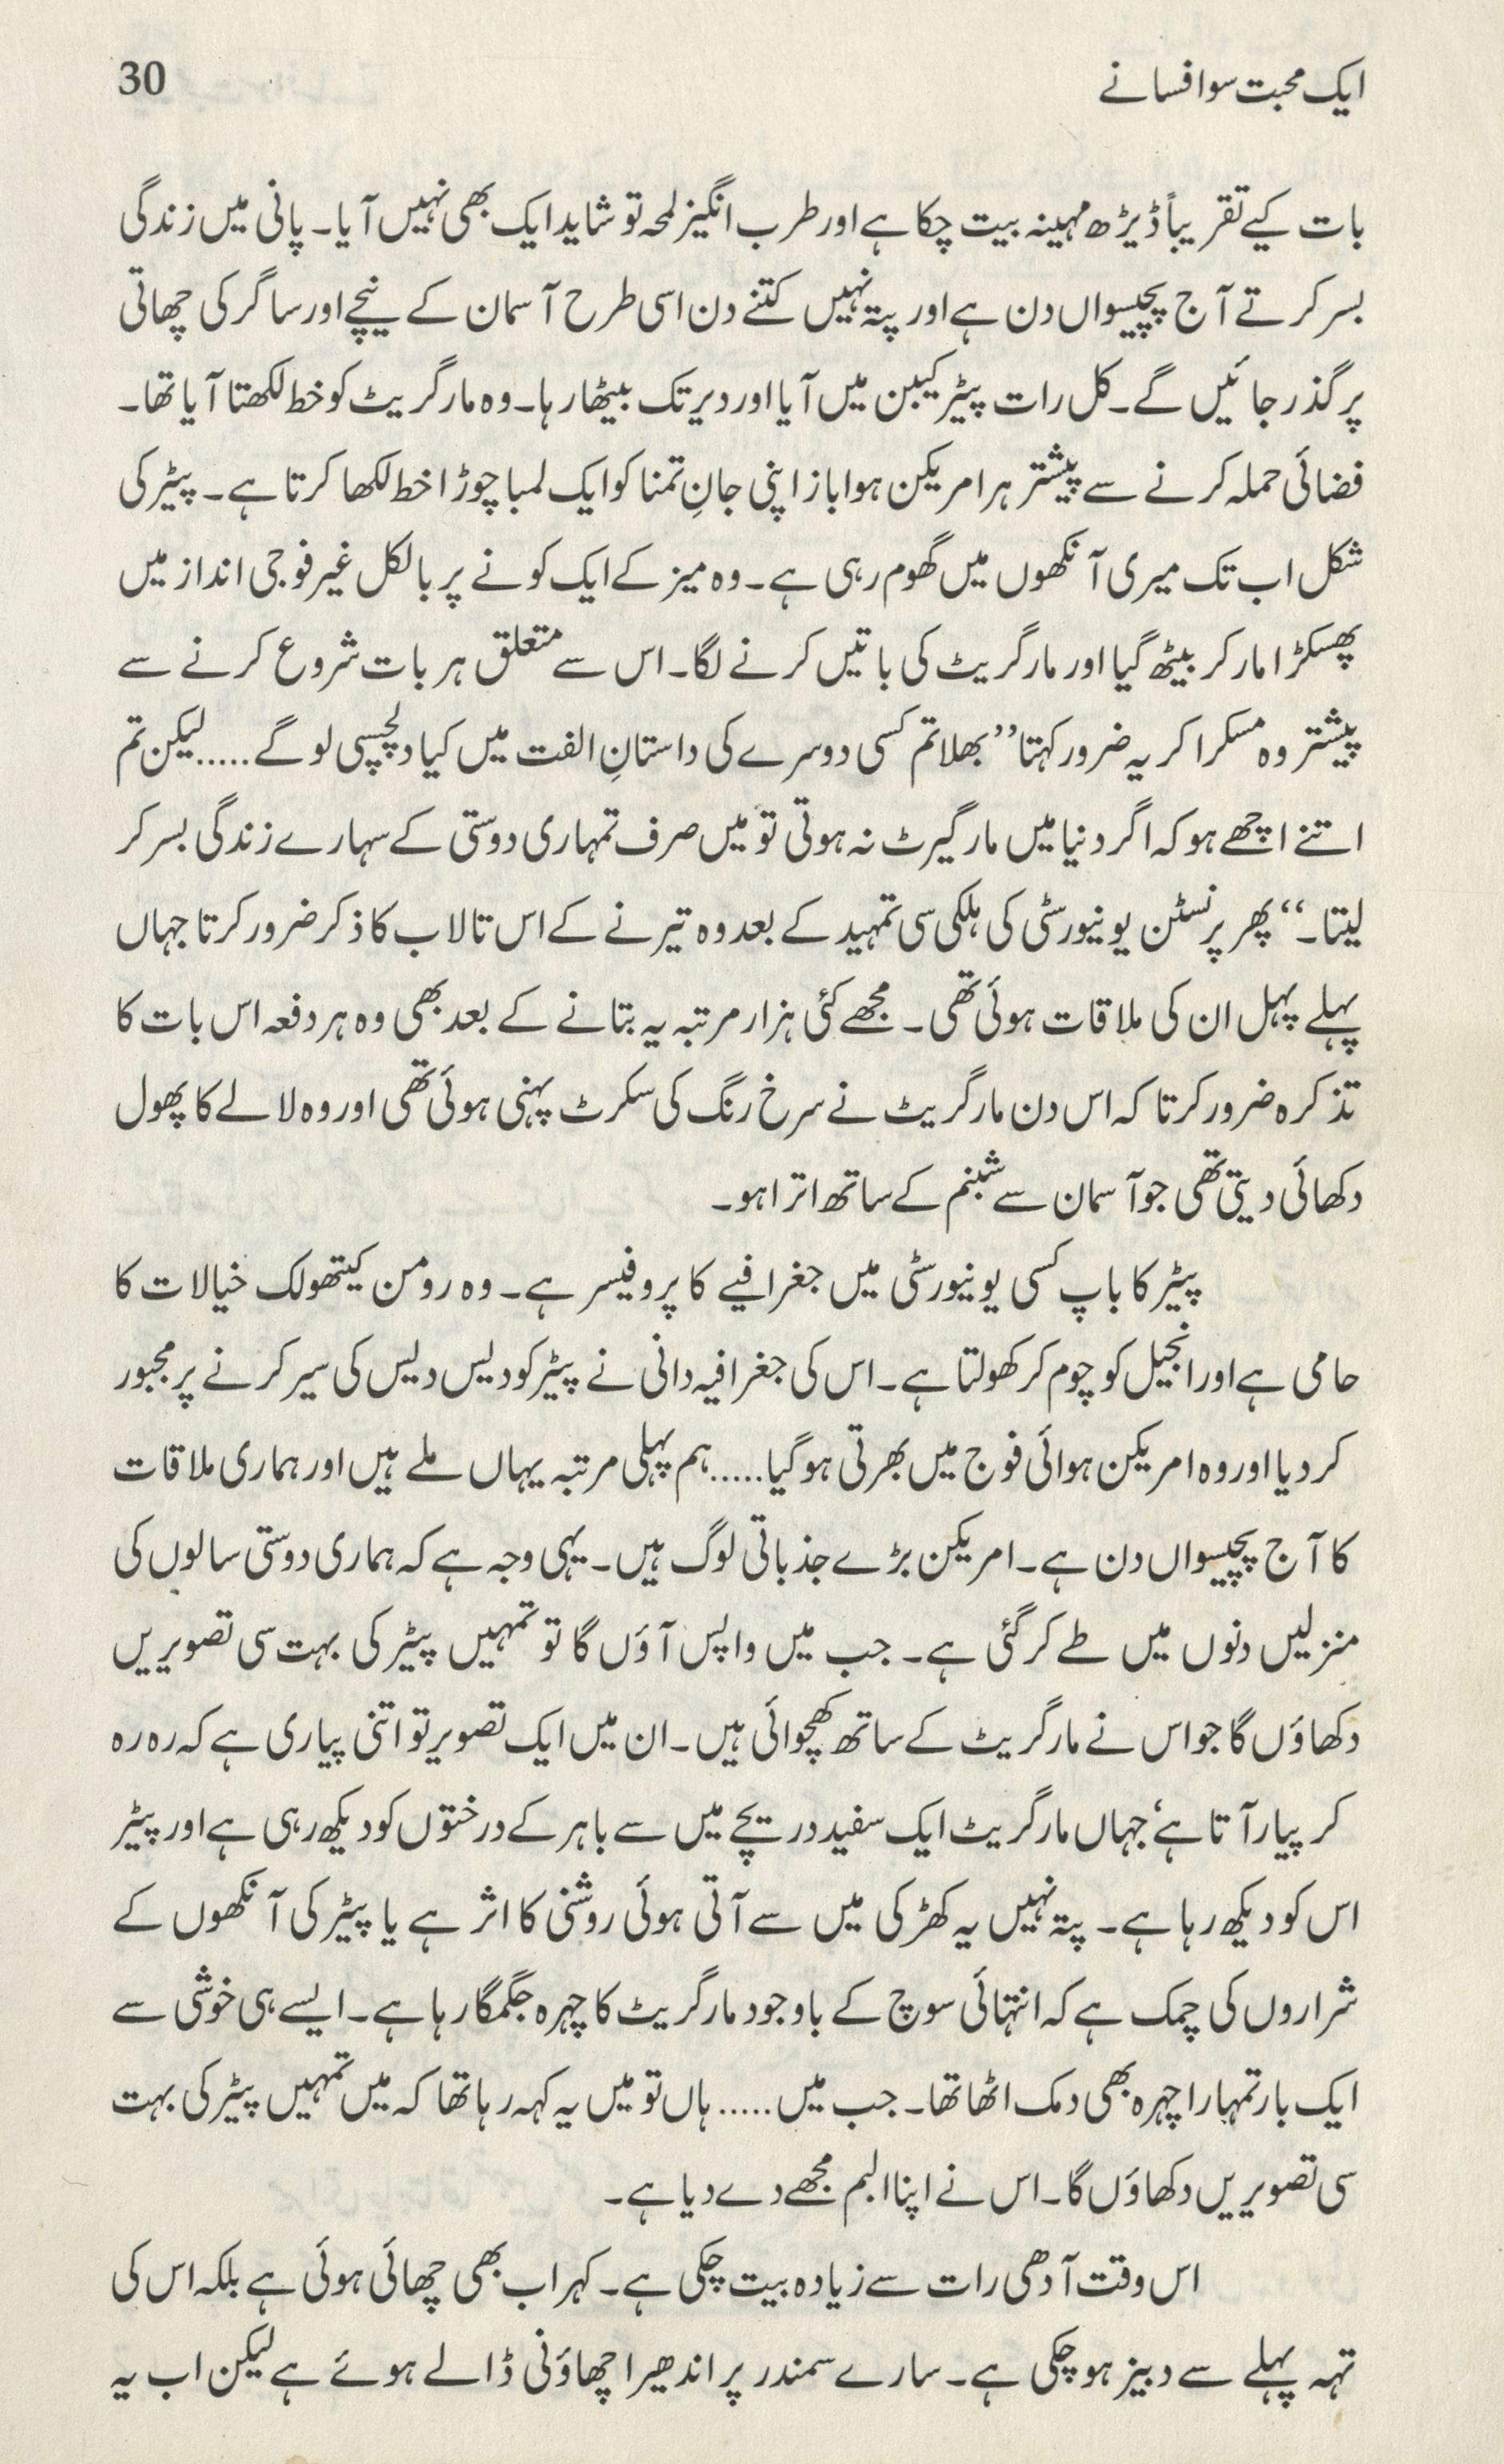 ایک محبت سو افسانے
30
بات کیے تقریباً ڈیڑھ مہینہ بیت چکا ہے اور طرب انگیز لمحہ تو شاید ایک بھی نہیں آیا۔ پانی میں زندگی
بسر کرتے آج پچیسواں دن ہے اور پتہ نہیں کتنے دن اسی طرح آسمان کے نیچے اور ساگر کی چھاتی
پر گذر جائیں گے۔ کل رات پیٹر کیبن میں آیا اور دیر تک بیٹھا رہا۔ وہ مارگریٹ کو خط لکھتا آیا تھا۔
فضائی حملہ کرنے سے پیشتر ہر امریکن ہوا باز اپنی جانِ تمنا کو ایک لمبا چوڑا خط لکھا کرتا ہے۔ پیٹر کی
شکل اب تک میری آنکھوں میں گھوم رہی ہے۔ وہ میز کے ایک کونے پر بالکل غیر فوجی انداز میں
پھسکڑا مار کر بیٹھ گیا اور مارگریٹ کی باتیں کرنے لگا۔ اس سے متعلق ہر بات شروع کرنے سے
پیشتر وہ مسکرا کر یہ ضرور کہتا ’’بھلا تم کسی دوسرے کی داستانِ الفت میں کیا دلچسپی لو گے.....لیکن تم
اتنے اچھے ہو کہ اگر دنیا میں مارگیرٹ نہ ہوتی تو میں صرف تمہاری دوستی کے سہارے زندگی بسر کر
لیتا۔‘‘ پھر پرنسٹن یونیورسٹی کی ہلکی سی تمہید کے بعد وہ تیرنے کے اس تالاب کا ذکر ضرور کرتا جہاں
پہلے پہل ان کی ملاقات ہوئی تھی۔ مجھے کئی ہزار مرتبہ یہ بتانے کے بعد بھی وہ ہر دفعہ اس بات کا
تذکرہ ضرور کرتا کہ اس دن مارگریٹ نے سرخ رنگ کی سکرٹ پہنی ہوئی تھی اور وہ لالے کا پھول
دکھائی دیتی تھی جو آسمان سے شبنم کے ساتھ اترا ہو۔
پیٹر کا باپ کسی یونیورسٹی میں جغرافیے کا پروفیسر ہے۔ وہ رومن کیتھولک خیالات کا
حامی ہے اور انجیل کو چوم کر کھولتا ہے۔ اس کی جغرافیہ دانی نے پیٹر کو دیس دیس کی سیر کرنے پر مجبور
کر دیا اور وہ امریکن ہوائی فوج میں بھرتی ہو گیا.....ہم پہلی مرتبہ یہاں ملے ہیں اور ہماری ملاقات
کا آج پچیسواں دن ہے۔ امریکن بڑے جذباتی لوگ ہیں۔ یہی وجہ ہے کہ ہماری دوستی سالوں کی
منزلیں دنوں میں طے کر گئی ہے۔ جب میں واپس آؤں گا تو تمہیں پیٹر کی بہت سی تصویریں
دکھاؤں گا جو اس نے مارگریٹ کے ساتھ کھچوائی ہیں۔ ان میں ایک تصویر تو اتنی پیاری ہے کہ رہ رہ
کر پیار آتا ہے‘ جہاں مارگریٹ ایک سفید دریچے میں سے باہر کے درختوں کو دیکھ رہی ہے اور پیٹر
اس کو دیکھ رہا ہے۔ پتہ نہیں یہ کھڑکی میں سے آتی ہوئی روشنی کا اثر ہے یا پیٹر کی آنکھوں کے
شراروں کی چمک ہے کہ انتہائی سوچ کے باوجود مارگریٹ کا چہرہ جگمگا رہا ہے۔ ایسے ہی خوشی سے
ایک بار تمہارا چہرہ بھی دمک اٹھا تھا۔ جب میں.....ہاں تو میں یہ کہہ رہا تھا کہ میں تمہیں پیٹر کی بہت
سی تصویریں دکھاؤں گا۔ اس نے اپنا البم مجھے دے دیا ہے۔
اس وقت آدھی رات سے زیادہ بیت چکی ہے۔ کہر اب بھی چھائی ہوئی ہے بلکہ اس کی
تہہ پہلے سے دبیز ہو چکی ہے۔ سارے سمندر پر اندھیرا چھاؤنی ڈالے ہوئے ہے لیکن اب یہ